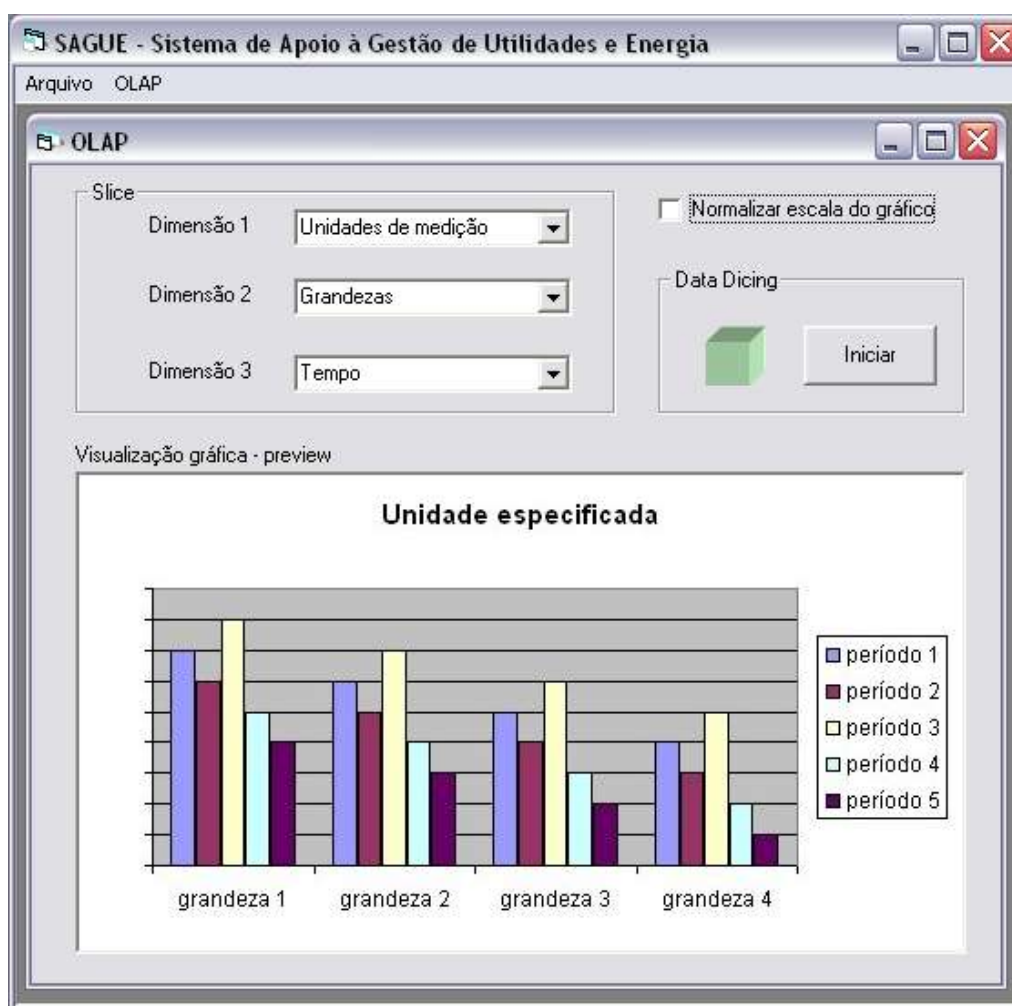 SAGUE - Sistema de Apoio à Gestão de Utilidades e Energia
Arquivo OLAP
OLAP
Slice
Dimensão 1 Unidades de medição
Dimensão 2 Grandezas
Dimensão 3 Tempo
Normalizar escala do gráfico
Data Dicing
Iniciar
Visualização gráfica - preview
Unidade especificada
período 1
período 2
período 3
período 4
período 5
grandeza 1 grandeza 2 grandeza 3 grandeza 4